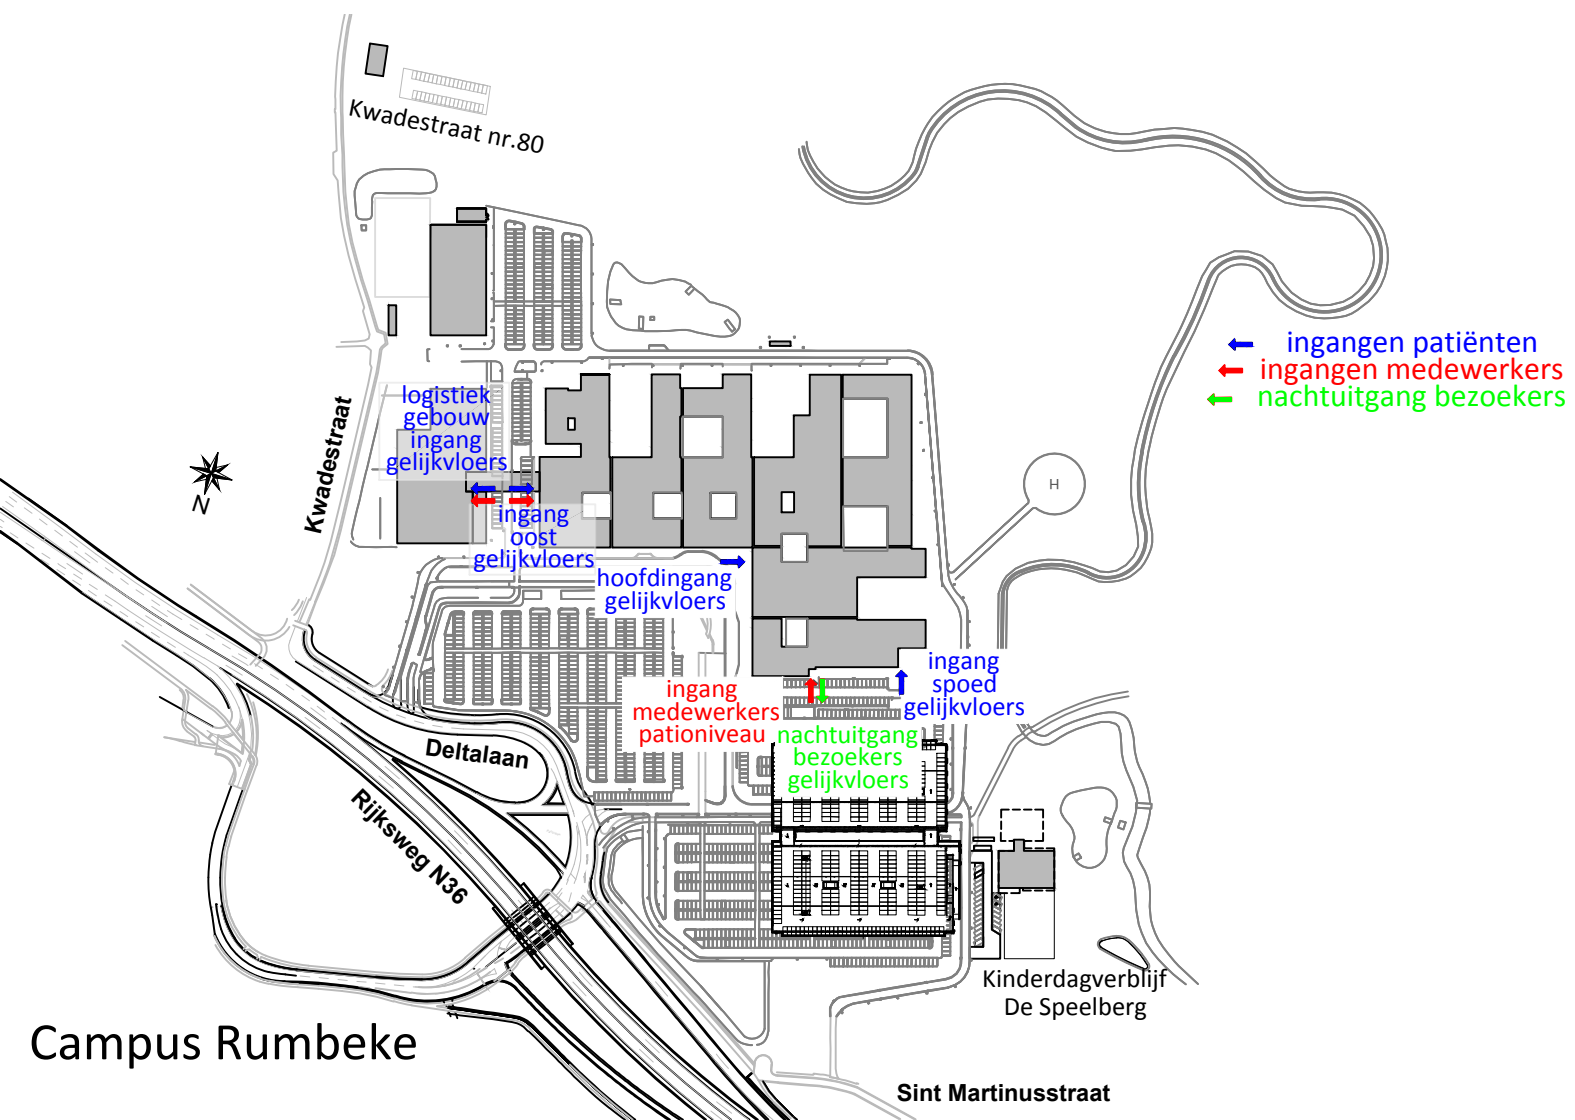 Kwadestraat nr.80
ingangen patiënten
ingangen medewerkers
nachtuitgang bezoekers
logistiek
gebouw
ingang
gelijkvloers
Kwadestraat
N
H
ingang
oost
gelijkvloers
hoofdingang
gelijkvloers
ingang
spoed
gelijkvloers
ingang
medewerkers
pationiveau
nachtuitgang
bezoekers
gelijkvloers
Deltalaan
Rijksweg N36
Kinderdagverblijf
De Speelberg
Campus Rumbeke
Sint Martinusstraat